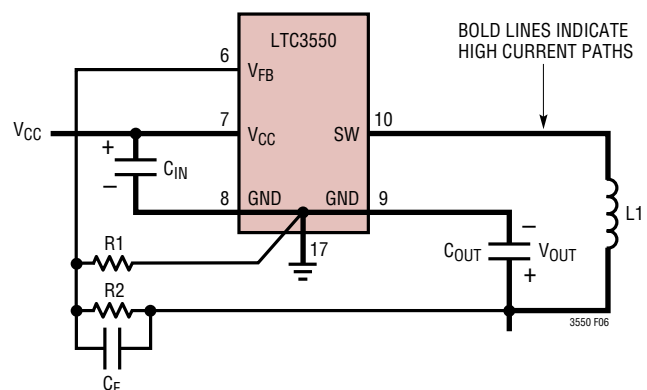 LTC3550
BOLD LINES INDICATE
HIGH CURRENT PATHS
6
VFB
VCC
7
VCC
SW
10
+
CIN
–
8
GND
GND
9
17
L1
–
COUT
VOUT
+
R1
R2
CF
3550 F06